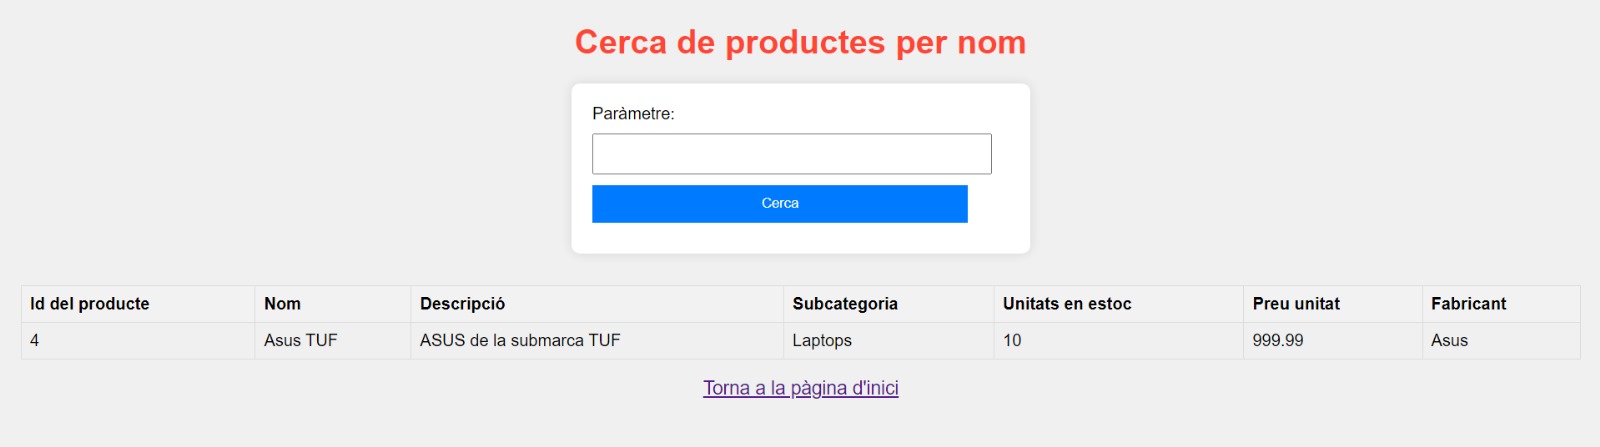 Cerca de productes per nom
Paràmetre:
Cerca
Id del producte Nom Descripció Subcategoria Unitats en estoc Preu unitat Fabricant
4 Asus TUF ASUS de la submarca TUF Laptops 10 999.99 Asus
Torna a la pàgina d'inici